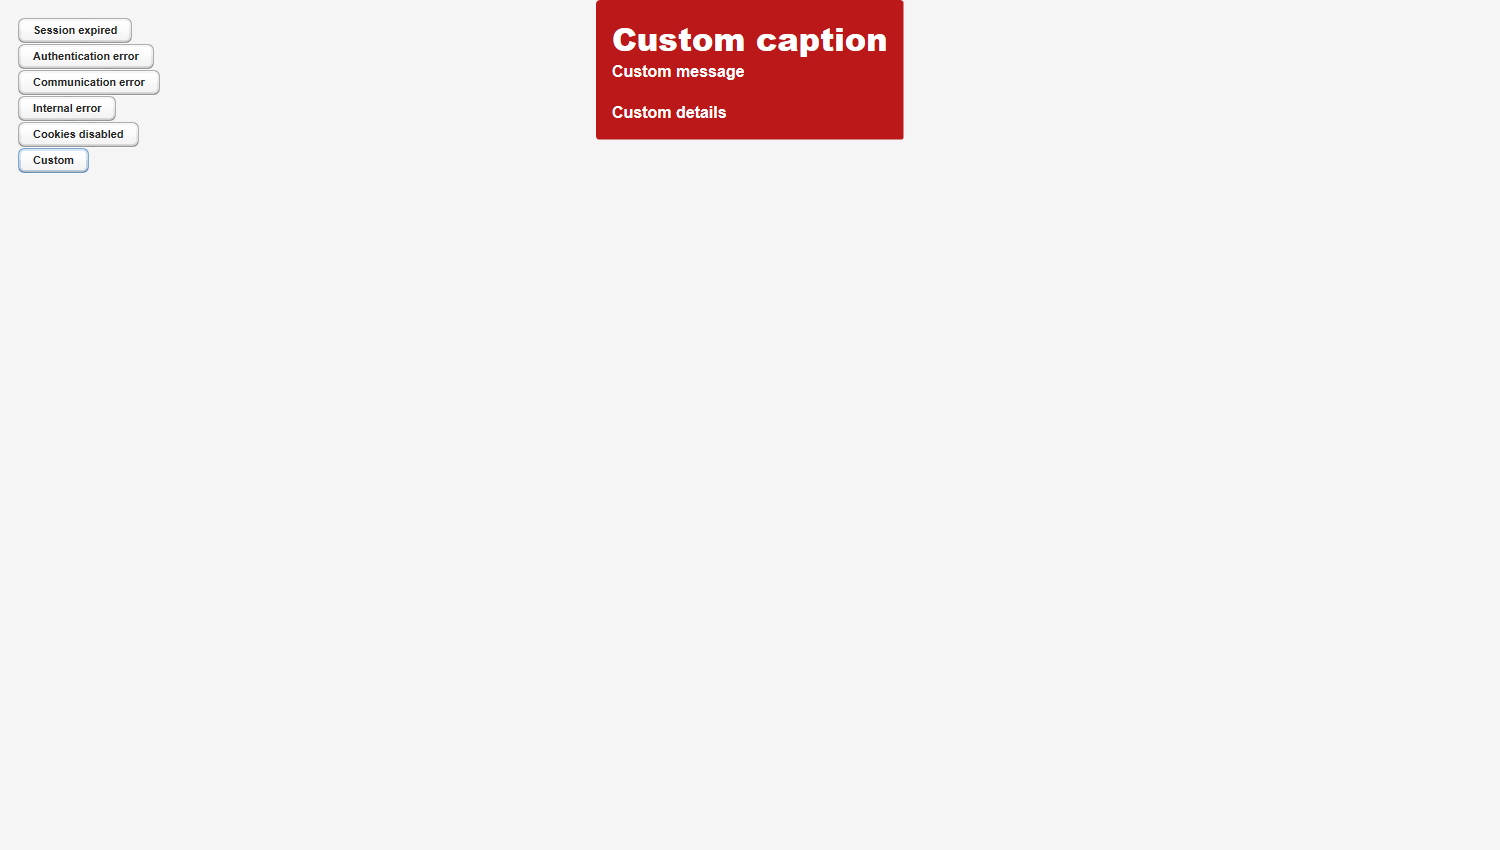 Session expired
Authentication error
Communication error
Internal error
Cookies disabled
Custom
Custom caption
Custom message
Custom details